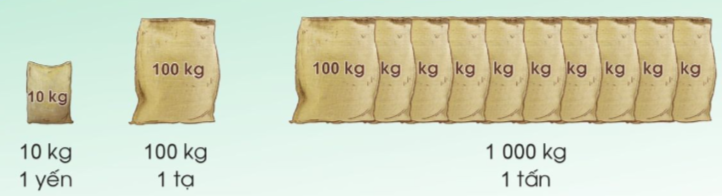 10 kg
100 kg
100 kg kg kg kg kg kg kg kg kg kg
10 kg
1 yến
100 kg
1 tạ
1 000 kg
1 tấn